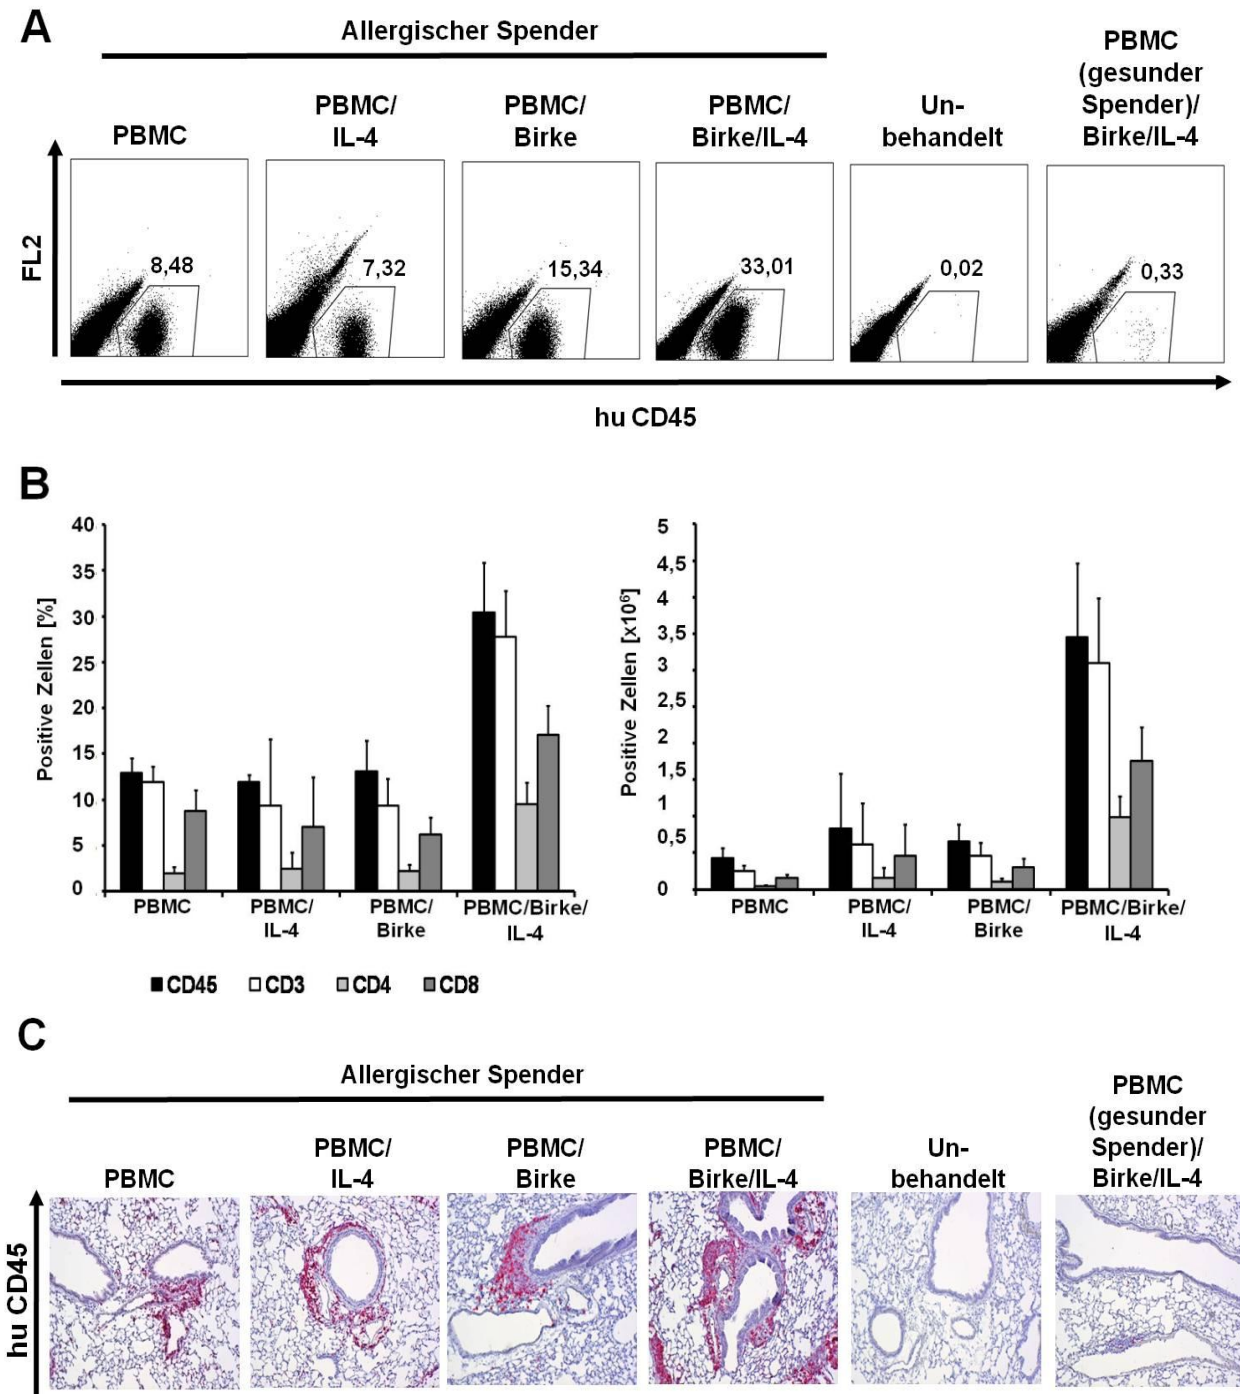 A
Allergischer Spender
PBMC
PBMC/
IL-4
PBMC/
Birke
PBMC/
Birke/IL-4
Un-
behandelt
PBMC
(gesunder
Spender)/
Birke/IL-4
FL2
8,48
7,32
15,34
33,01
0,02
0,33
hu CD45
B
Positive Zellen [%]
40
35
30
25
20
15
10
5
0
PBMC
PBMC/
IL-4
PBMC/
Birke
PBMC/Birke/
IL-4
Positive Zellen [x10⁶]
5
4,5
4
3,5
3
2,5
2
1,5
1
0,5
0
PBMC
PBMC/
IL-4
PBMC/
Birke
PBMC/Birke/
IL-4
CD45 CD3 CD4 CD8
C
Allergischer Spender
PBMC
PBMC/
IL-4
PBMC/
Birke
PBMC/
Birke/IL-4
Un-
behandelt
PBMC
(gesunder
Spender)/
Birke/IL-4
hu CD45